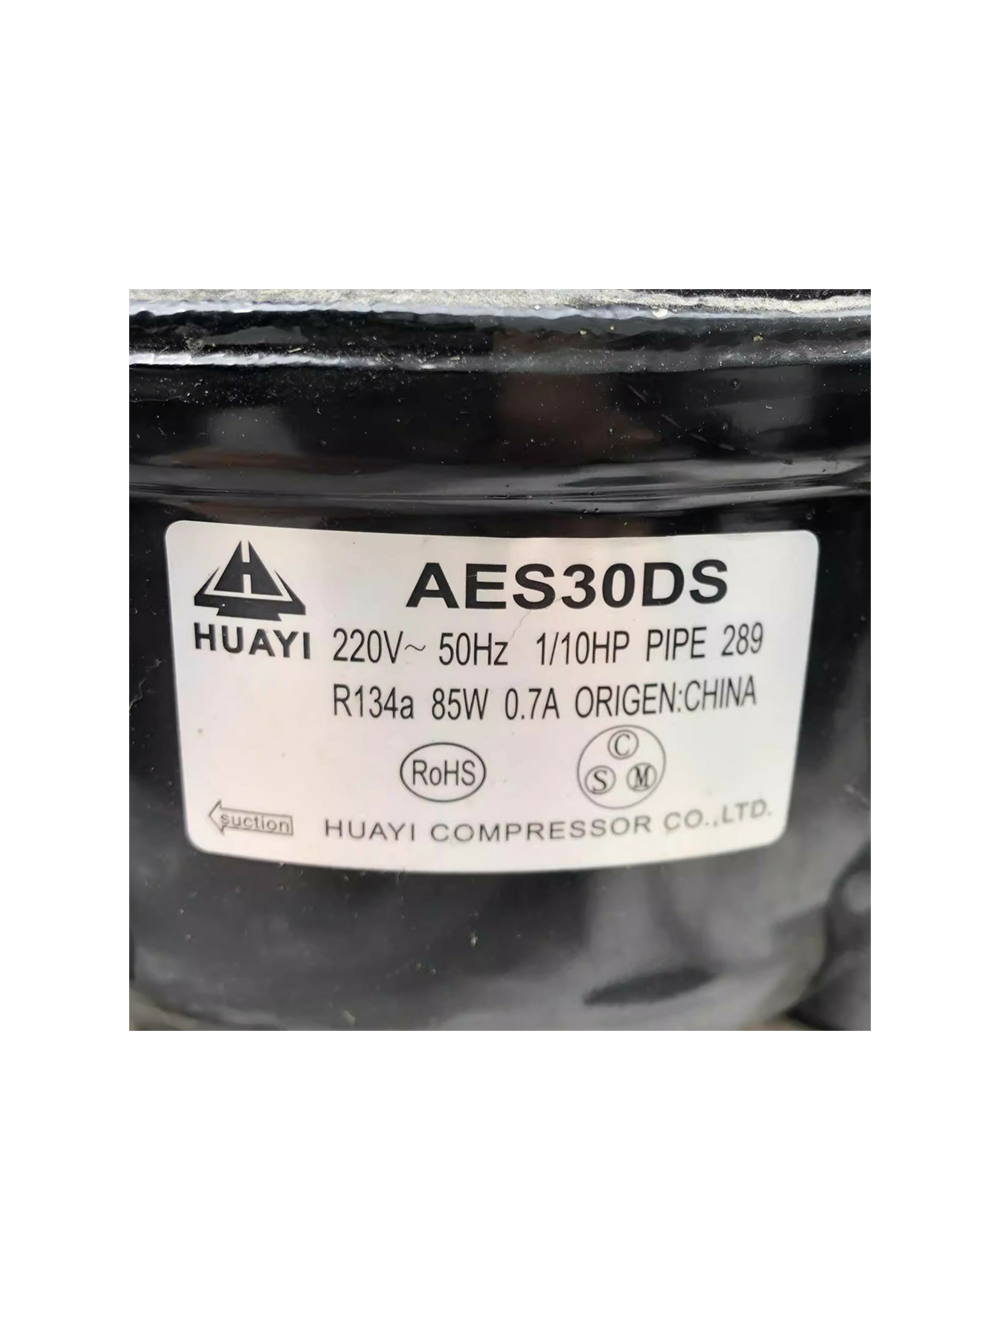 AES30DS
HUAYI
220V~ 50Hz 1/10HP PIPE 289
R134a 85W 0.7A ORIGEN:CHINA
RoHS
C
S M
suction
HUAYI COMPRESSOR CO.,LTD.